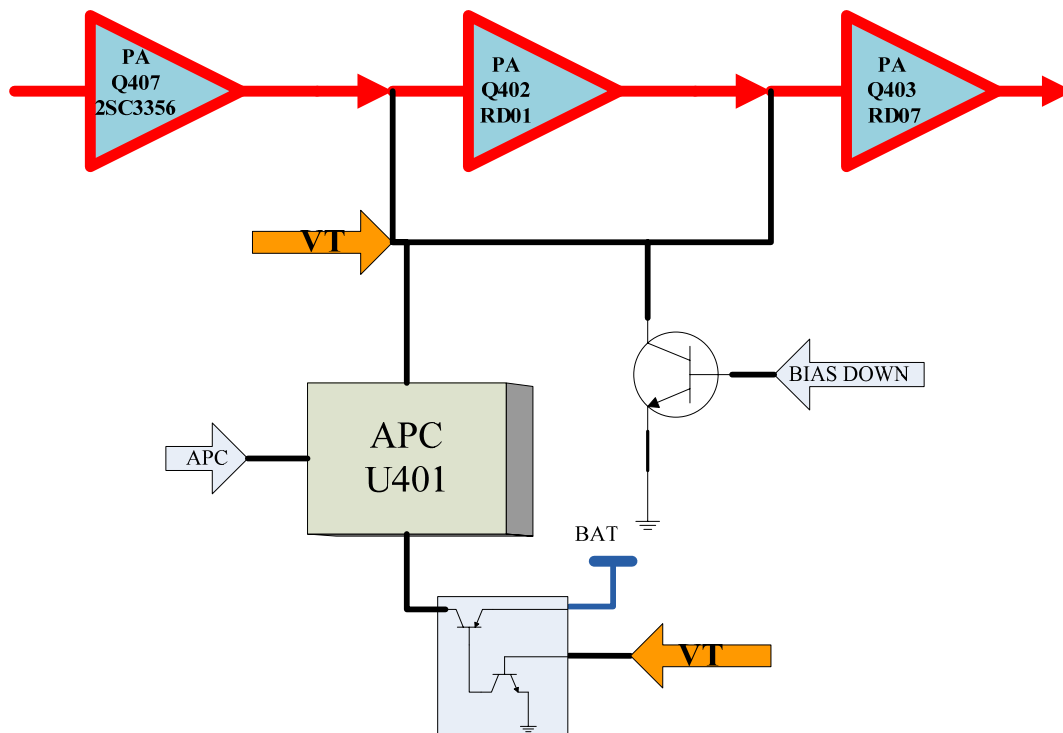 PA
Q407
2SC3356
PA
Q402
RD01
PA
Q403
RD07
VT
BIAS DOWN
APC
U401
APC
BAT
VT